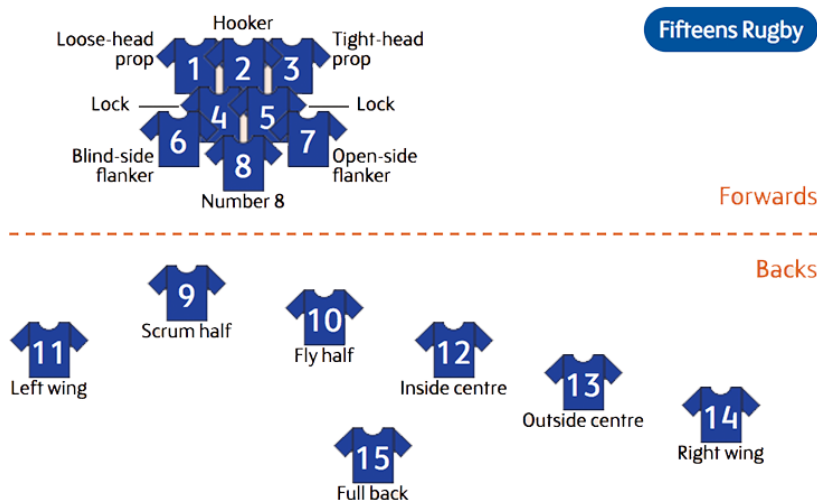 Fifteens Rugby
Hooker
Loose-head
prop
Tight-head
prop
1
2
3
Lock
Lock
4
5
6
7
Blind-side
flanker
8
Open-side
flanker
Number 8
Forwards
Backs
9
Scrum half
10
Fly half
11
Left wing
12
Inside centre
13
Outside centre
14
Right wing
15
Full back